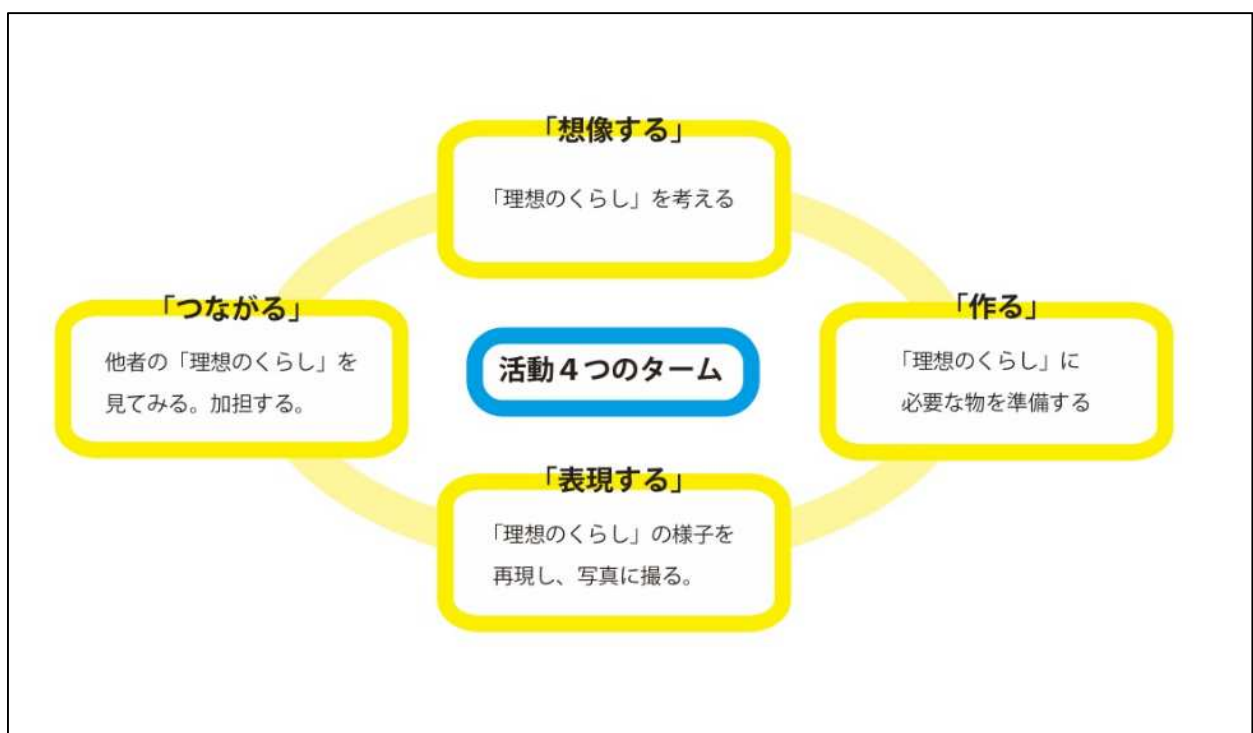 「想像する」
「理想のくらし」を考える
「つながる」
他者の「理想のくらし」を
見てみる。加担する。
活動４つのターム
「作る」
「理想のくらし」に
必要な物を準備する
「表現する」
「理想のくらし」の様子を
再現し、写真に撮る。